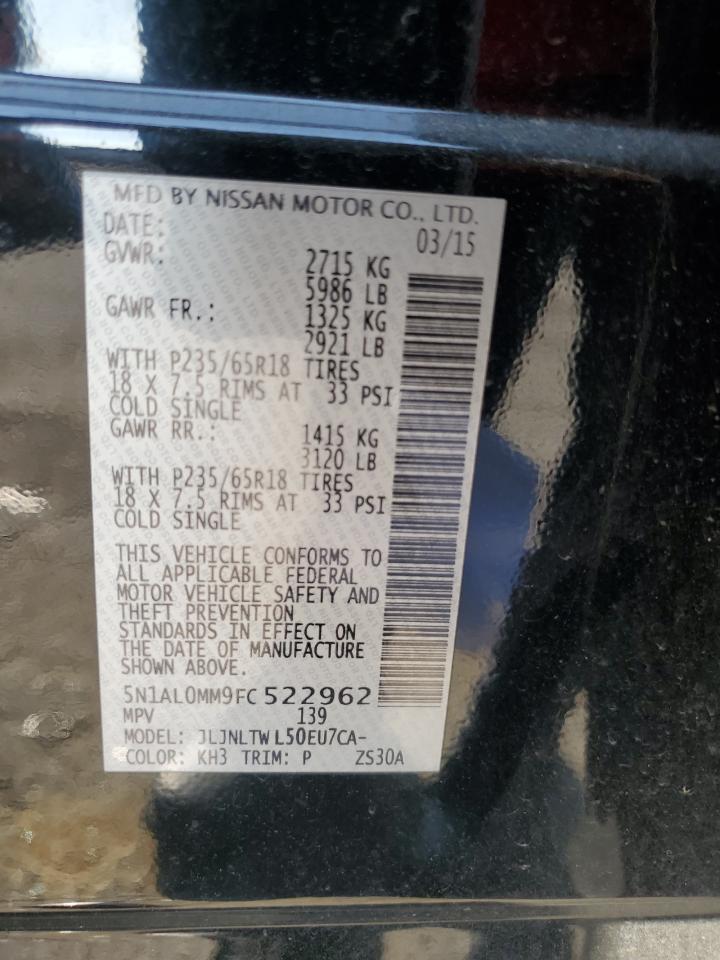 MFD BY NISSAN MOTOR CO., LTD.
DATE: 03/15
GVWR: 2715 KG
5986 LB
GAWR FR.: 1325 KG
2921 LB
WITH P235/65R18 TIRES
18 X 7.5 RIMS AT 33 PSI
COLD SINGLE
GAWR RR.: 1415 KG
3120 LB
WITH P235/65R18 TIRES
18 X 7.5 RIMS AT 33 PSI
COLD SINGLE
THIS VEHICLE CONFORMS TO
ALL APPLICABLE FEDERAL
MOTOR VEHICLE SAFETY AND
THEFT PREVENTION
STANDARDS IN EFFECT ON
THE DATE OF MANUFACTURE
SHOWN ABOVE.
5N1AL0MM9FC522962
MPV 139
MODEL: JLJNLTWL50EU7CA-
COLOR: KH3 TRIM: P ZS30A